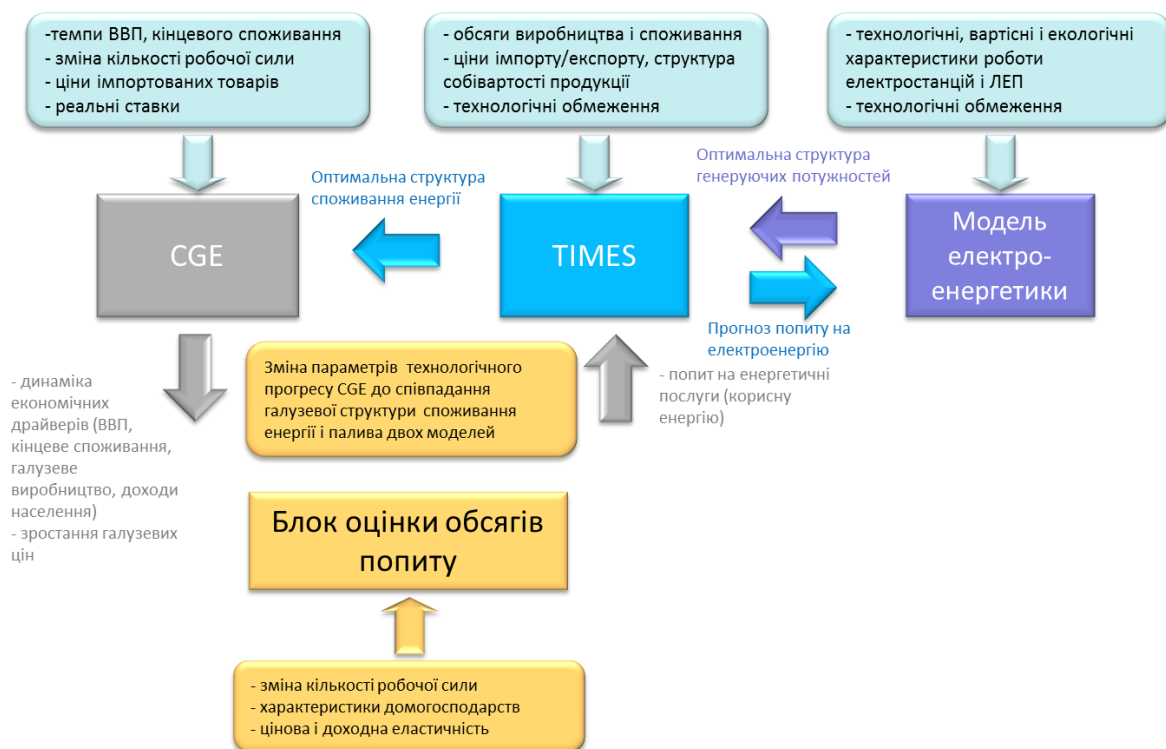 -темпи ВВП, кінцевого споживання
- зміна кількості робочої сили
- ціни імпортованих товарів
- реальні ставки
- обсяги виробництва і споживання
- ціни імпорту/експорту, структура
собівартості продукції
- технологічні обмеження
- технологічні, вартісні і екологічні
характеристики роботи
електростанцій і ЛЕП
- технологічні обмеження
Оптимальна структура
споживання енергії
Оптимальна структура
генеруючих потужностей
CGE
TIMES
Модель
електро-
енергетики
Прогноз попиту на
електроенергію
- динаміка
економічних
драйверів (ВВП,
кінцеве споживання,
галузеве
виробництво, доходи
населення)
- зростання галузевих
цін
Зміна параметрів технологічного
прогресу CGE до співпадання
галузевої структури споживання
енергії і палива двох моделей
- попит на енергетичні
послуги (корисну
енергію)
Блок оцінки обсягів
попиту
- зміна кількості робочої сили
- характеристики домогосподарств
- цінова і доходна еластичність